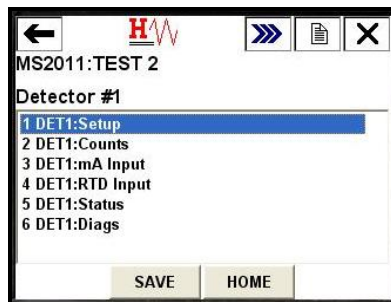 H
MS2011:TEST 2
Detector #1
1 DET1:Setup
2 DET1:Counts
3 DET1:mA Input
4 DET1:RTD Input
5 DET1:Status
6 DET1:Diags
SAVE HOME